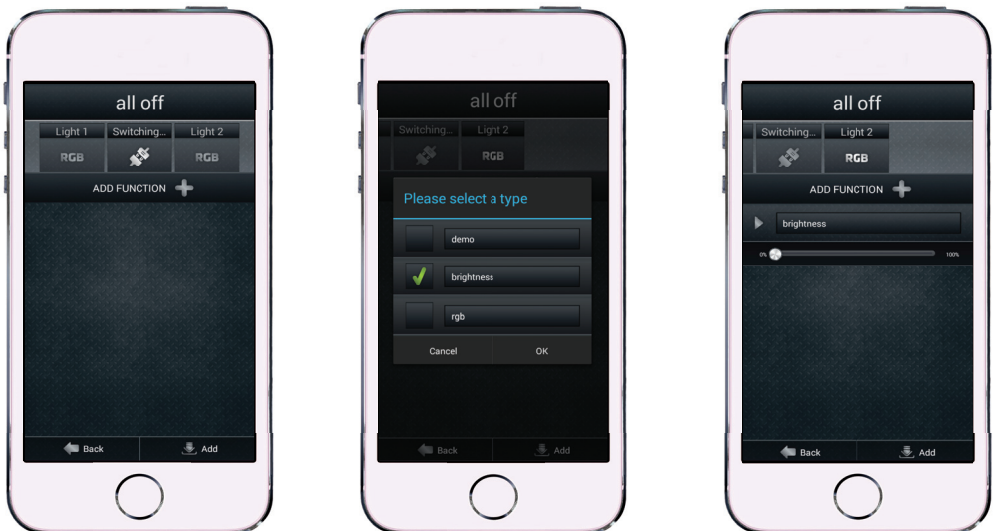 all off
Light 1 Switching... Light 2
RGB RGB
ADD FUNCTION
Back Add
all off
Switching... Light 2
RGB
Please select a type
demo
brightness
rgb
Cancel OK
Back Add
all off
Switching... Light 2
RGB
ADD FUNCTION
brightness
0% 100%
Back Add